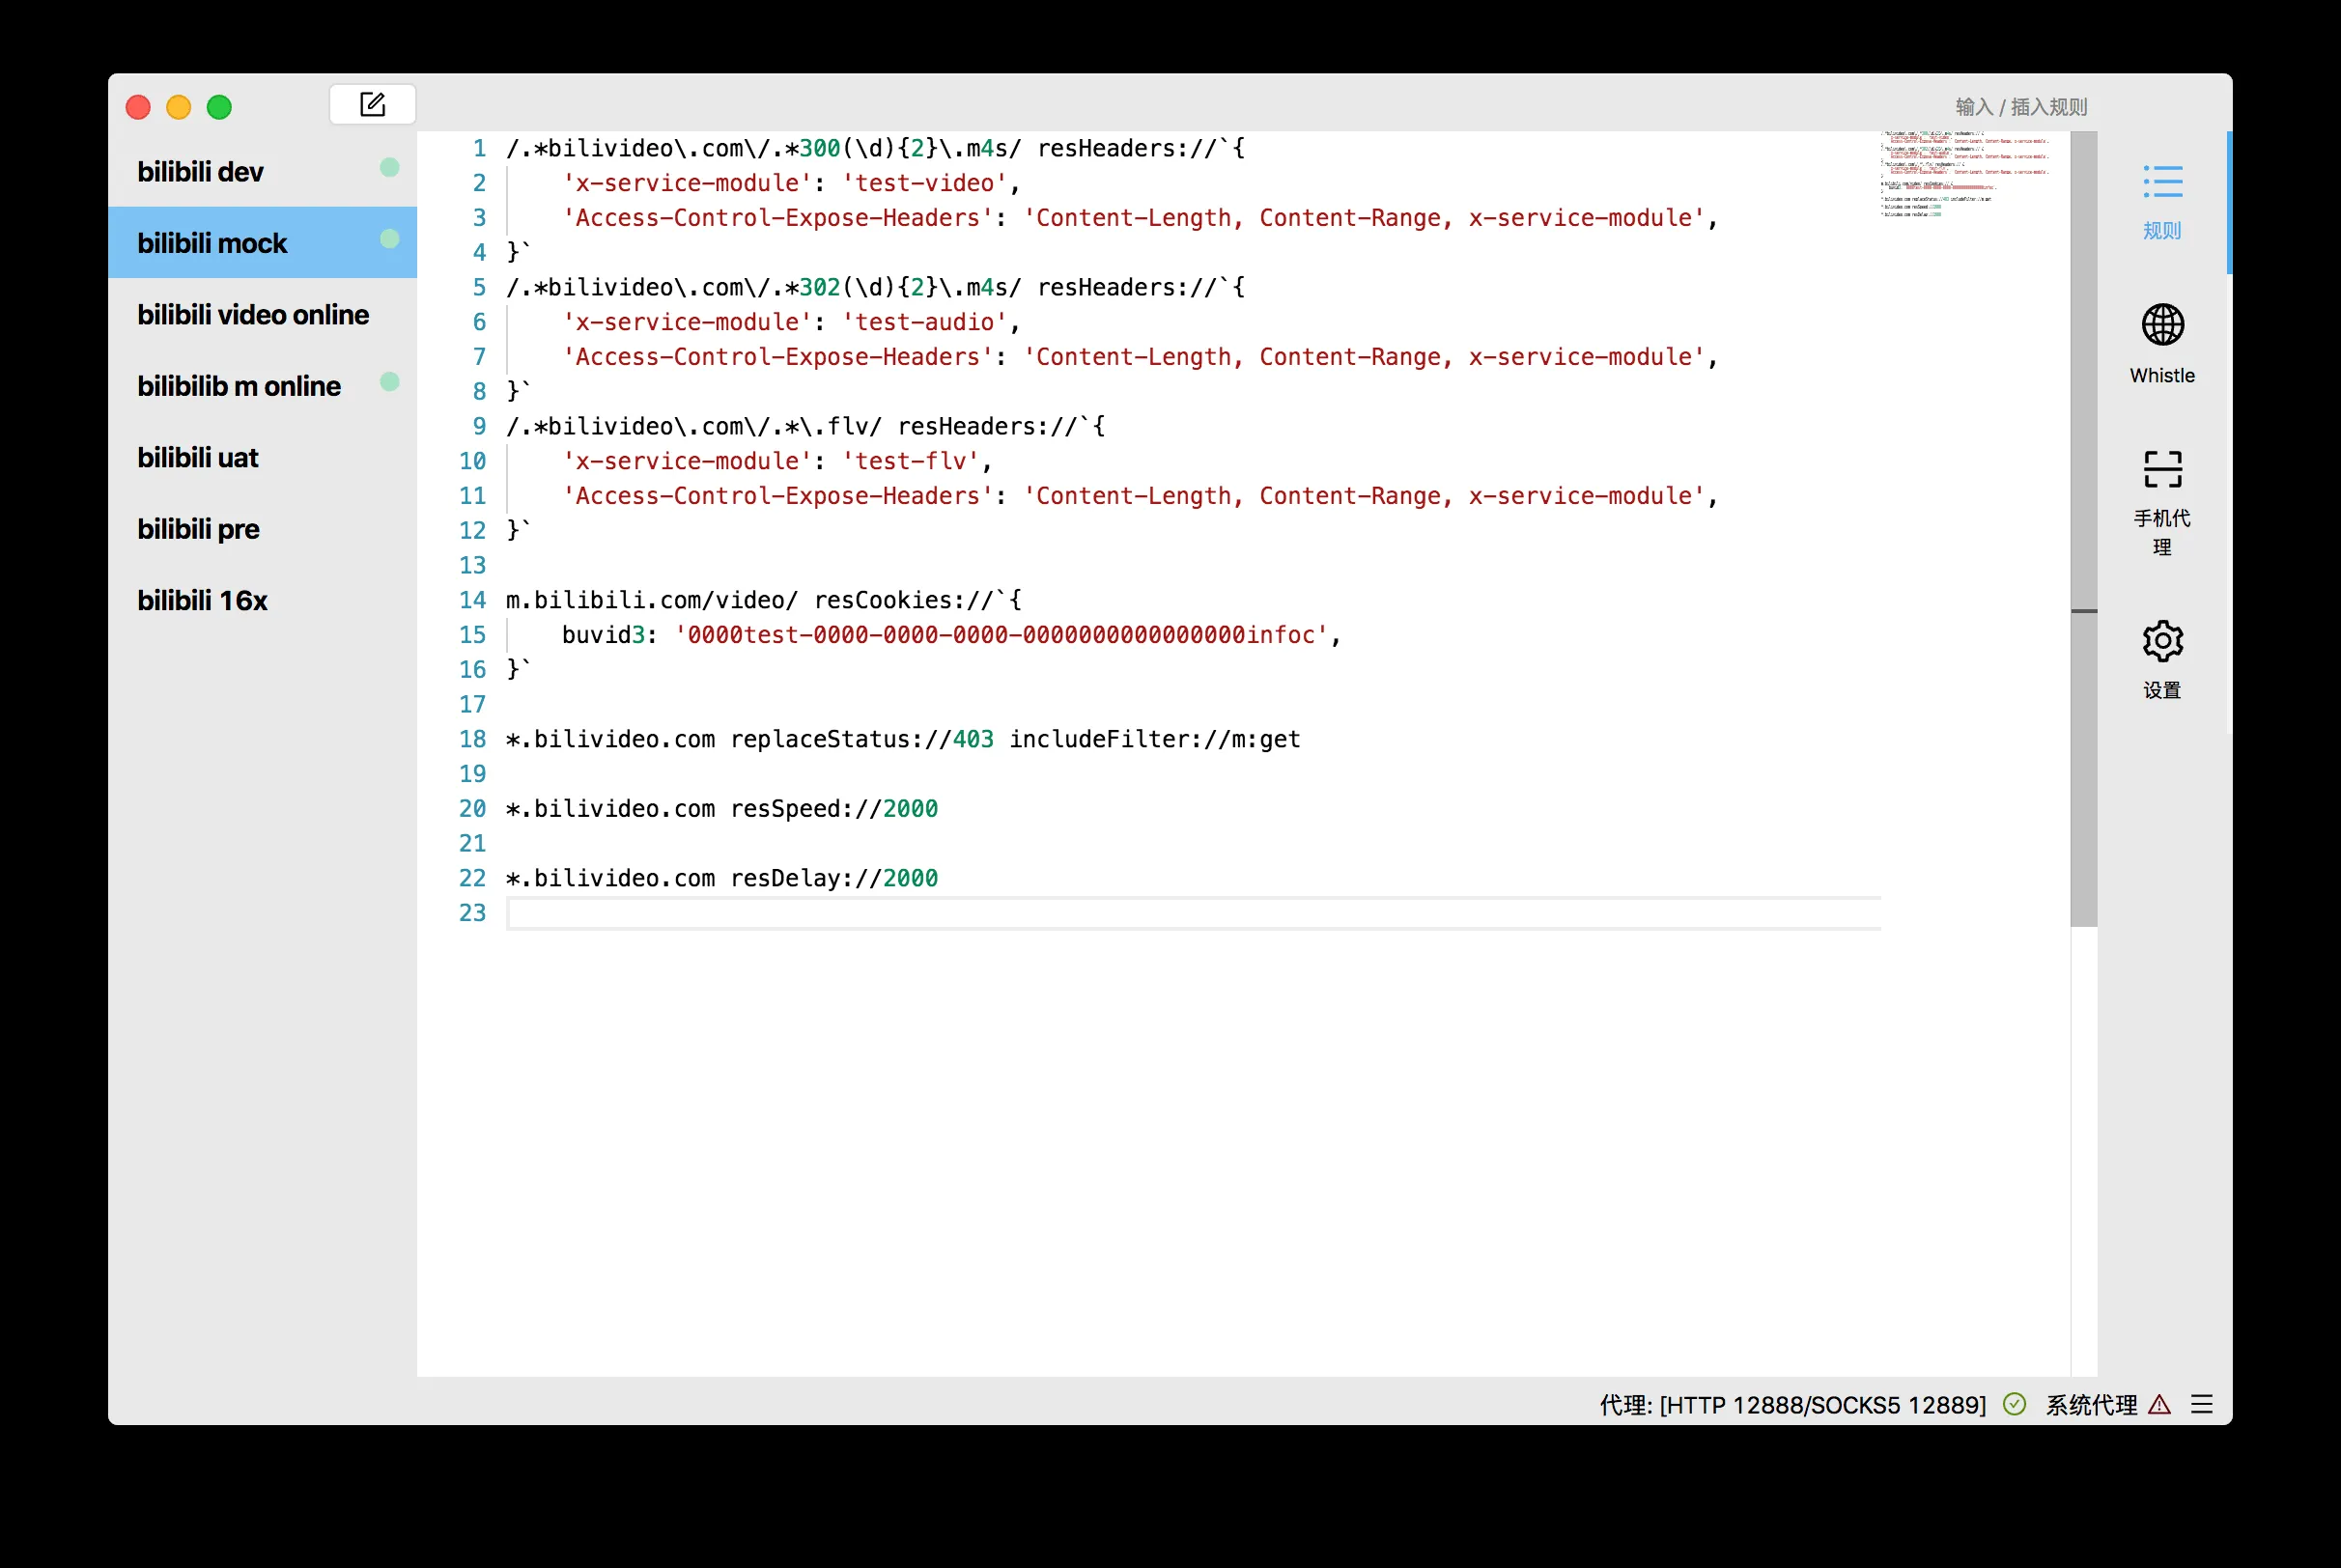 输入 / 插入规则
bilibili dev
bilibili mock
bilibili video online
bilibilib m online
bilibili uat
bilibili pre
bilibili 16x
1 /.*bilivideo\.com\/.*300(\d){2}\.m4s/ resHeaders://`{
2 'x-service-module': 'test-video',
3 'Access-Control-Expose-Headers': 'Content-Length, Content-Range, x-service-module',
4 }`
5 /.*bilivideo\.com\/.*302(\d){2}\.m4s/ resHeaders://`{
6 'x-service-module': 'test-audio',
7 'Access-Control-Expose-Headers': 'Content-Length, Content-Range, x-service-module',
8 }`
9 /.*bilivideo\.com\/.*\.flv/ resHeaders://`{
10 'x-service-module': 'test-flv',
11 'Access-Control-Expose-Headers': 'Content-Length, Content-Range, x-service-module',
12 }`
13
14 m.bilibili.com/video/ resCookies://`{
15 buvid3: '0000test-0000-0000-0000-0000000000000000infoc',
16 }`
17
18 *.bilivideo.com replaceStatus://403 includeFilter://m:get
19
20 *.bilivideo.com resSpeed://2000
21
22 *.bilivideo.com resDelay://2000
23
规则
Whistle
手机代
理
设置
代理: [HTTP 12888/SOCKS5 12889] 系统代理